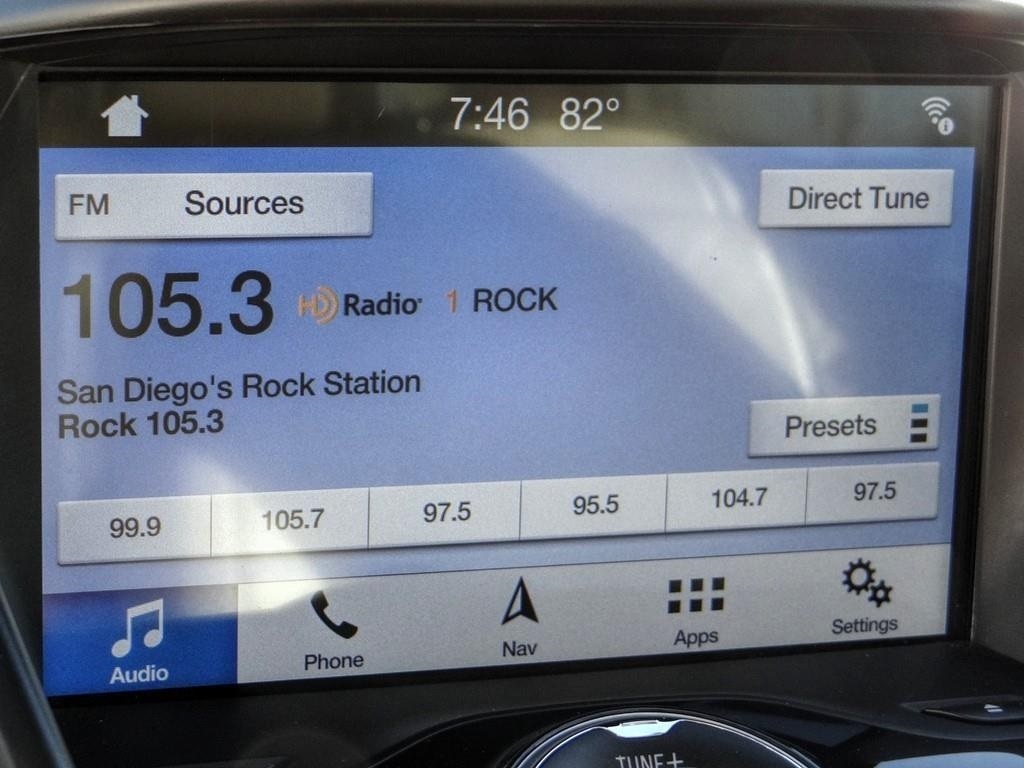 7:46 82°
FM Sources
Direct Tune
105.3 HD Radio 1 ROCK
San Diego's Rock Station
Rock 105.3
Presets
99.9 105.7 97.5 95.5 104.7 97.5
Audio Phone Nav Apps Settings
TUNE+